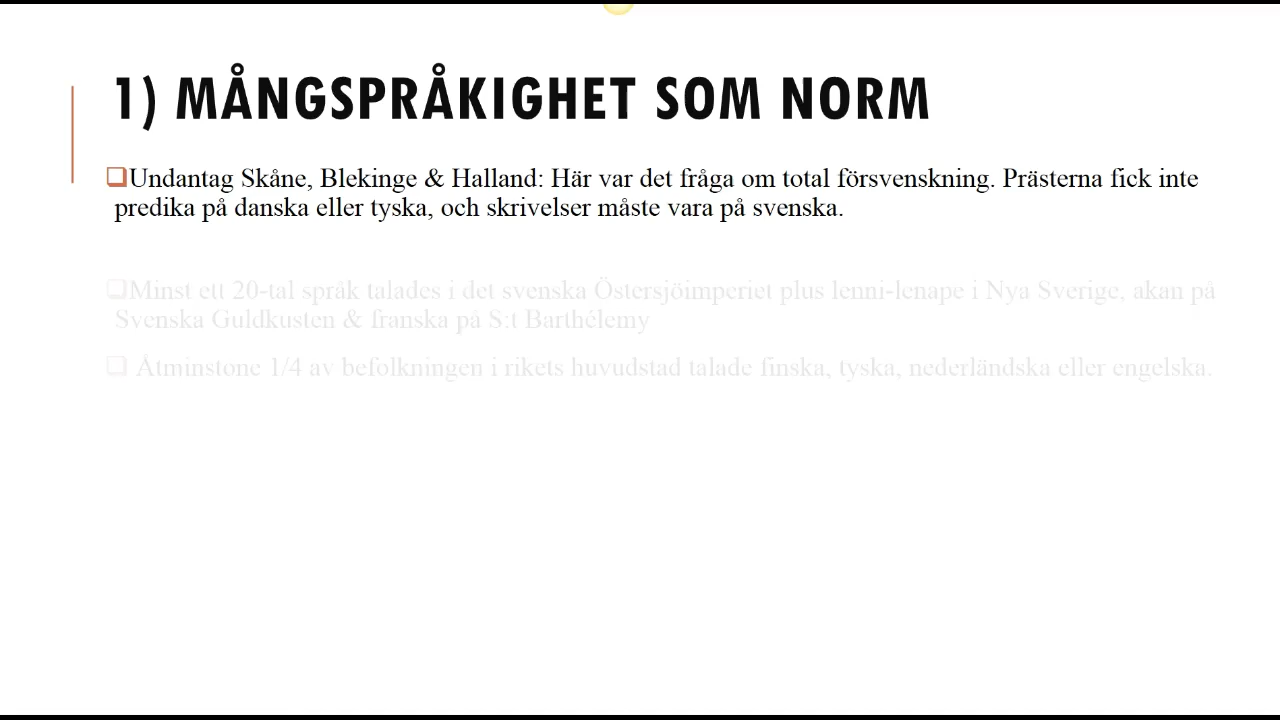 1) MÅNGSPRÅKIGHET SOM NORM
❑Undantag Skåne, Blekinge & Halland: Här var det fråga om total försvenskning. Prästerna fick inte
predika på danska eller tyska, och skrivelser måste vara på svenska.
❑Minst ett 20-tal språk talades i det svenska Östersjöimperiet plus lenni-lenape i Nya Sverige, akan på
Svenska Guldkusten & franska på S:t Barthélemy
❑ Åtminstone 1/4 av befolkningen i rikets huvudstad talade finska, tyska, nederländska eller engelska.